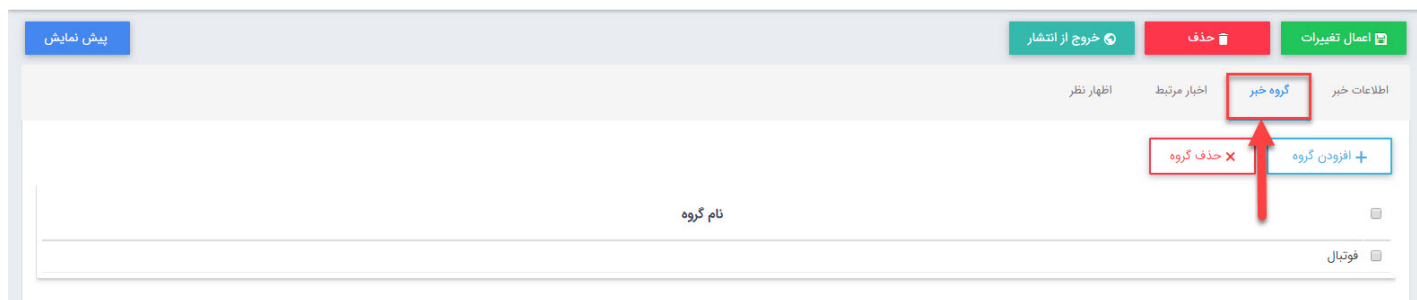 اعمال تغییرات حذف خروج از انتشار پیش نمایش
اطلاعات خبر گروه خبر اخبار مرتبط اظهار نظر
+ افزودن گروه × حذف گروه
نام گروه
فوتبال